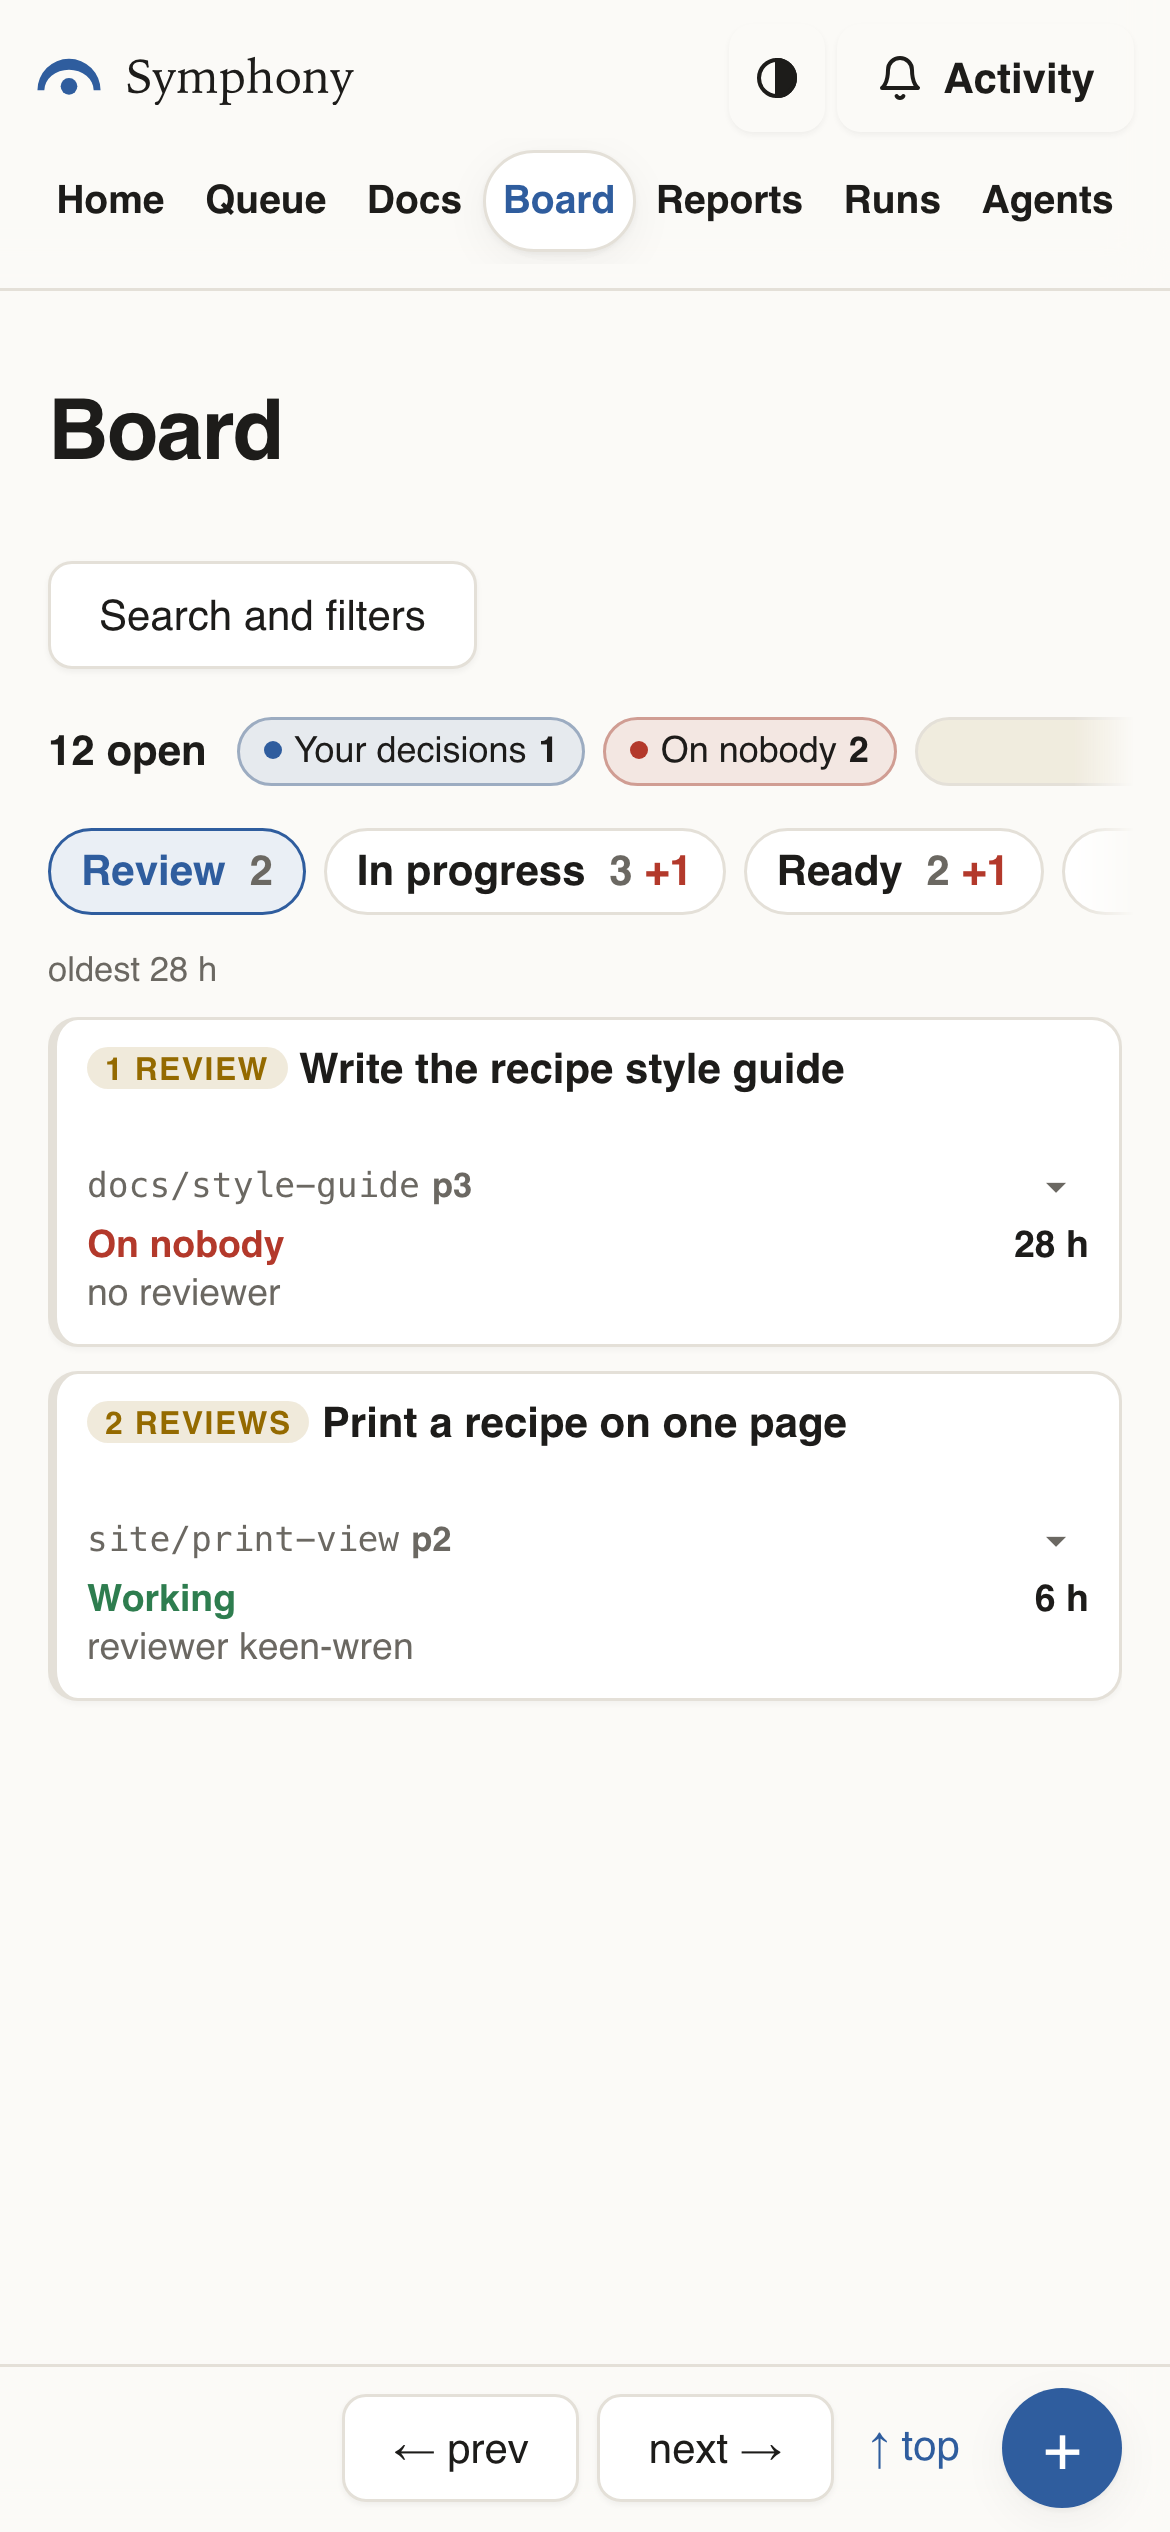 Symphony
Activity
Home Queue Docs Board Reports Runs Agents
Board
Search and filters
12 open Your decisions 1 On nobody 2
Review 2 In progress 3 +1 Ready 2 +1
oldest 28 h
1 REVIEW Write the recipe style guide
docs/style-guide p3
On nobody 28 h
no reviewer
2 REVIEWS Print a recipe on one page
site/print-view p2
Working 6 h
reviewer keen-wren
← prev next → ↑ top +